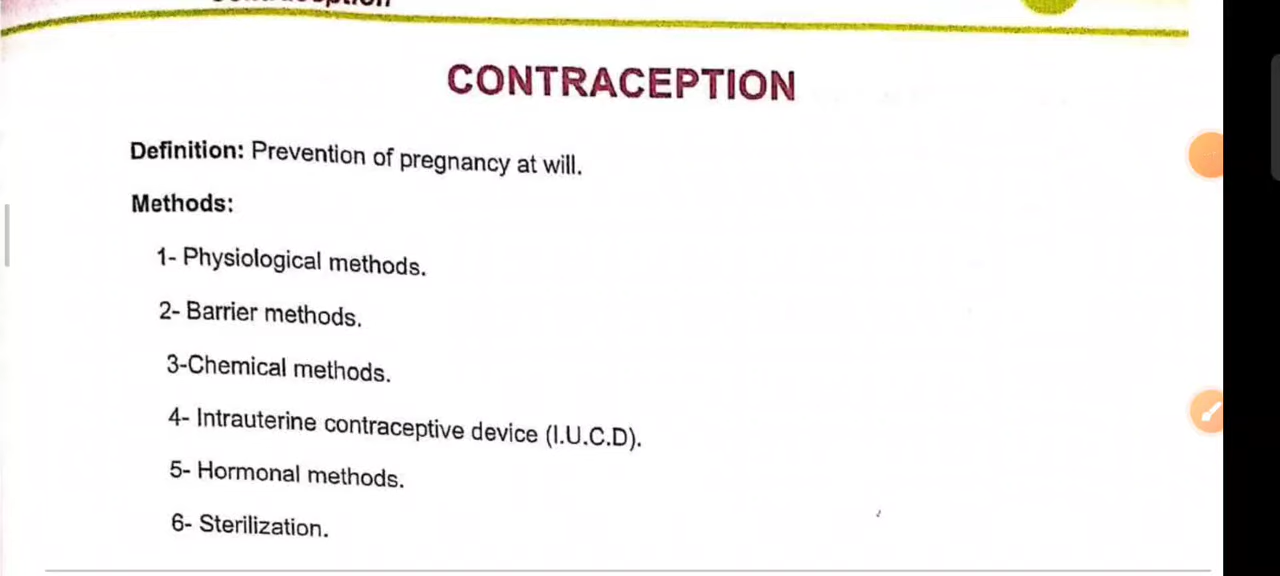 CONTRACEPTION
Definition: Prevention of pregnancy at will.
Methods:
1- Physiological methods.
2- Barrier methods.
3-Chemical methods.
4- Intrauterine contraceptive device (I.U.C.D).
5- Hormonal methods.
6- Sterilization.